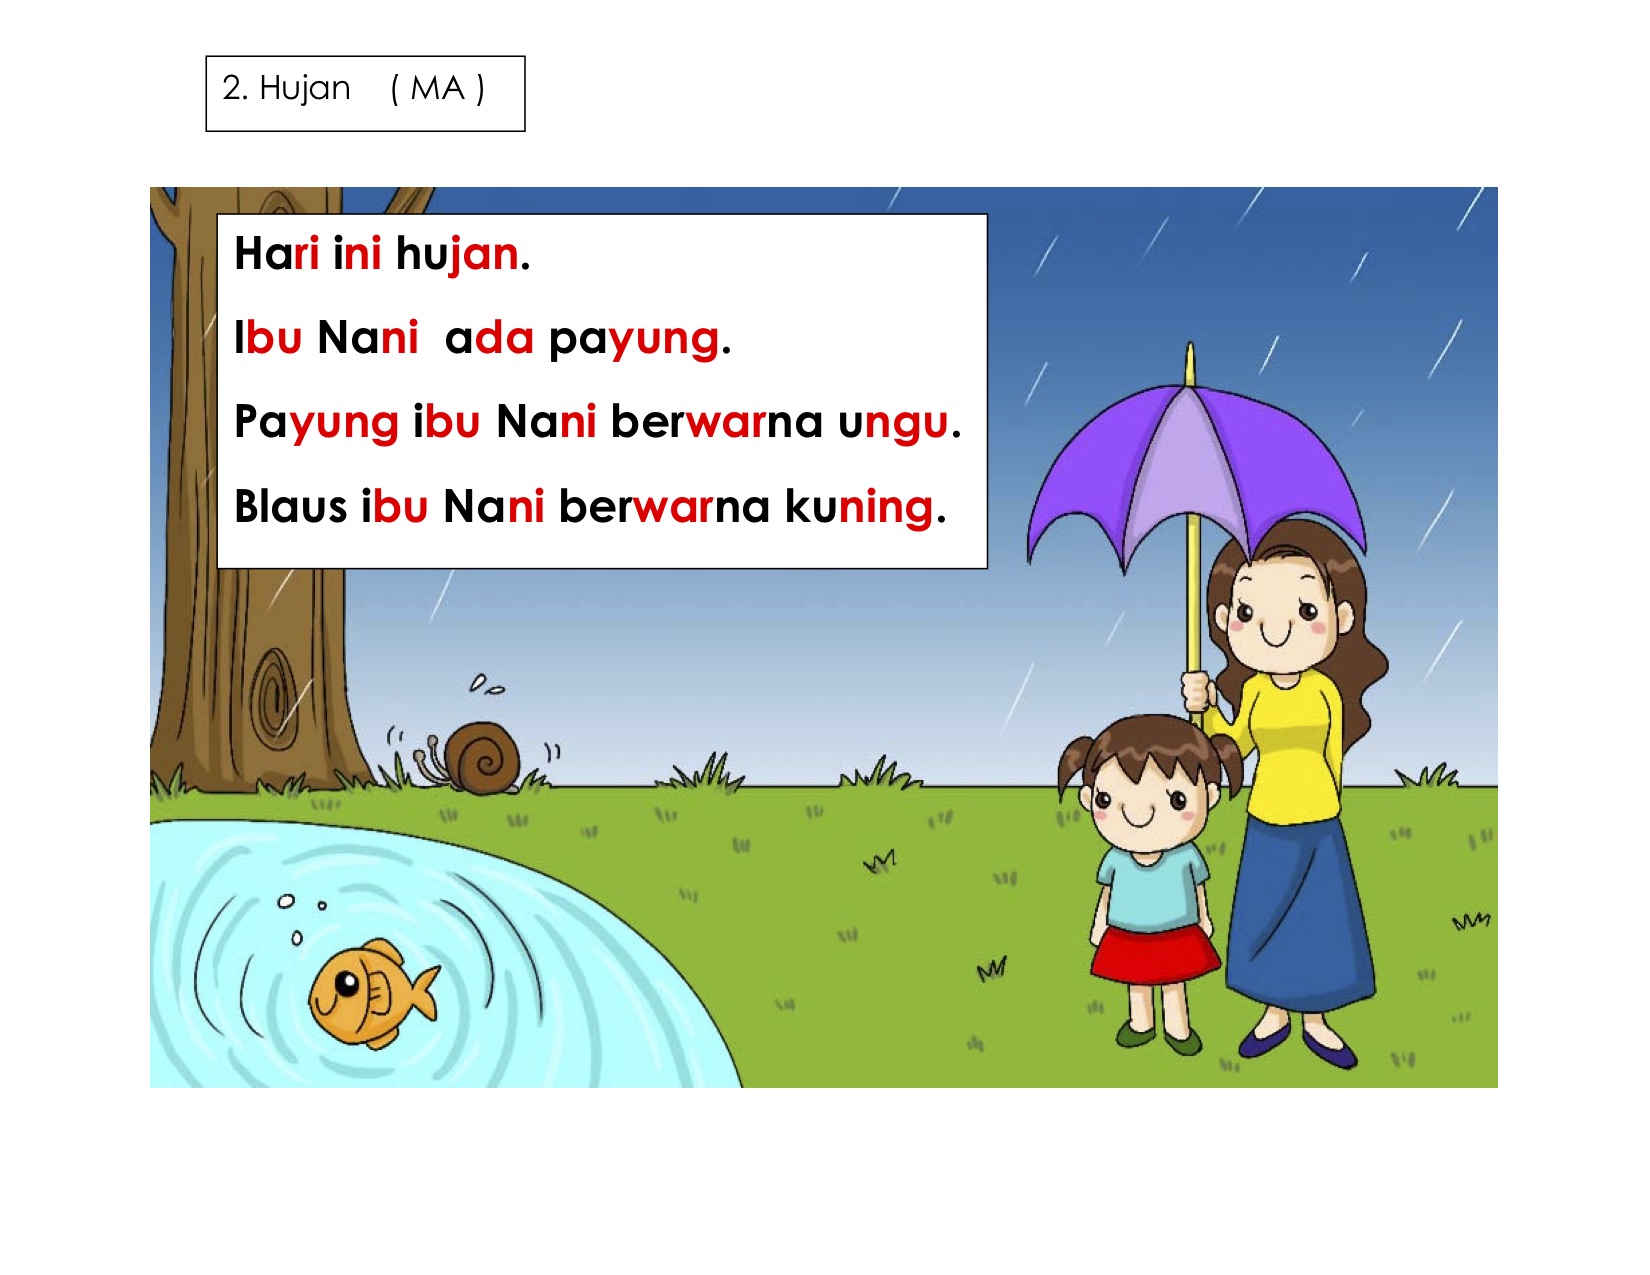 2. Hujan ( MA )
Hari ini hujan.
Ibu Nani ada payung.
Payung ibu Nani berwarna ungu.
Blaus ibu Nani berwarna kuning.